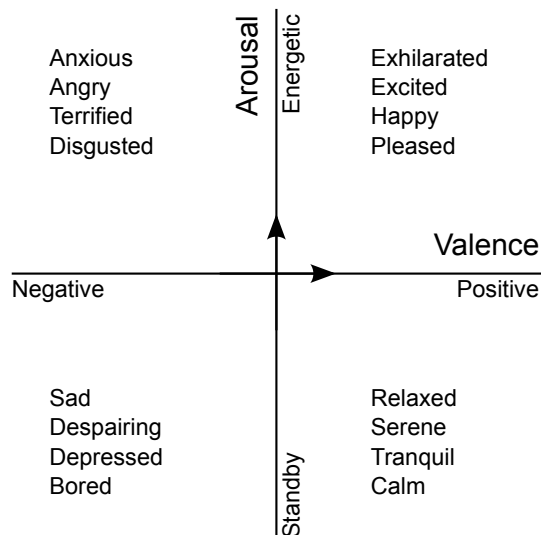 Anxious
Angry
Terrified
Disgusted
Arousal
Energetic
Exhilarated
Excited
Happy
Pleased
Valence
Negative
Positive
Sad
Despairing
Depressed
Bored
Standby
Relaxed
Serene
Tranquil
Calm